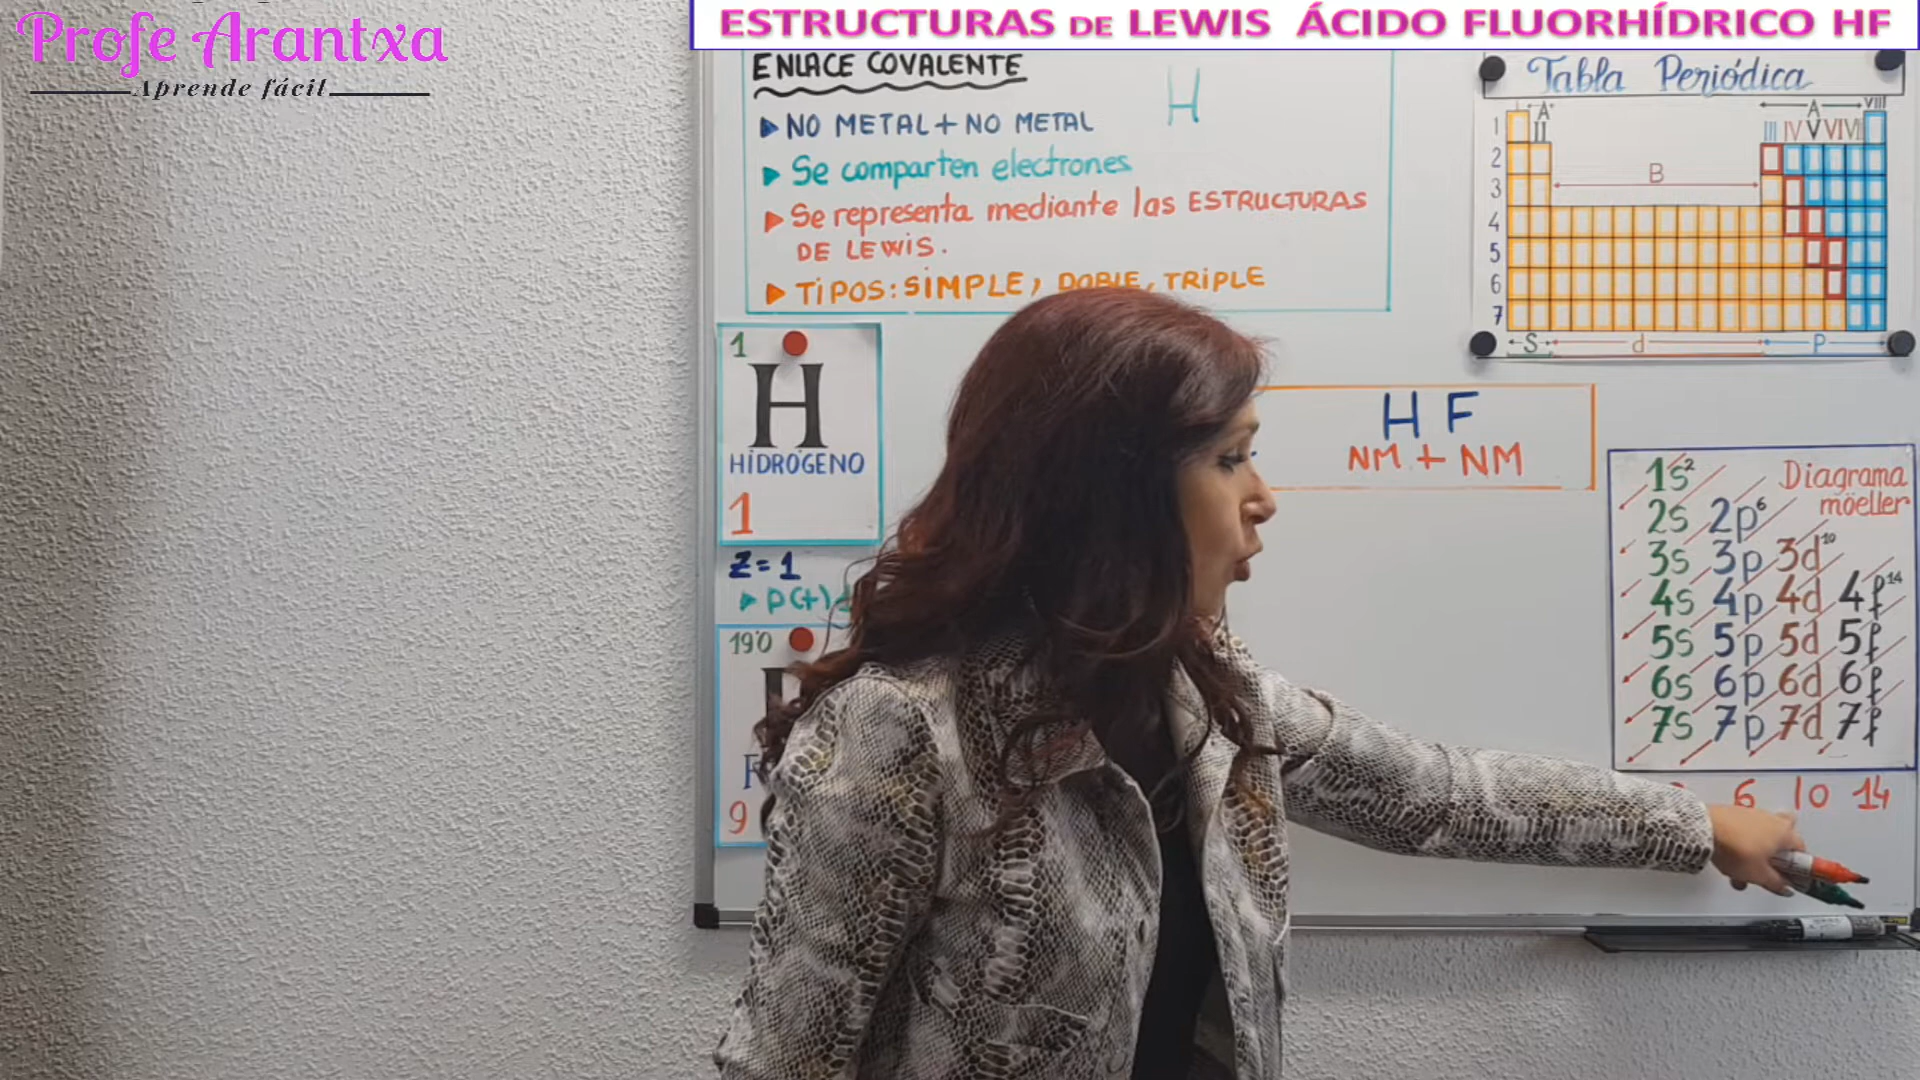 Profe Arantxa
Aprende fácil
ESTRUCTURAS DE LEWIS ÁCIDO FLUORHÍDRICO HF
ENLACE COVALENTE
NO METAL + NO METAL
H
Se comparten electrones
Se representa mediante las ESTRUCTURAS
DE LEWIS.
TIPOS: SIMPLE, DOBLE, TRIPLE
Tabla Periódica
I A VIII
II III IV V VI VII
A
1
2
3
4
5
6
7
B
S d P
1
H
HIDRÓGENO
1
Z = 1
p(+)
190
9
H F
NM + NM
Diagrama
möeller
1s²
2s 2p⁶
3s 3p 3d¹⁰
4s 4p 4d 4f¹⁴
5s 5p 5d 5f
6s 6p 6d 6f
7s 7p 7d 7f
6 10 14